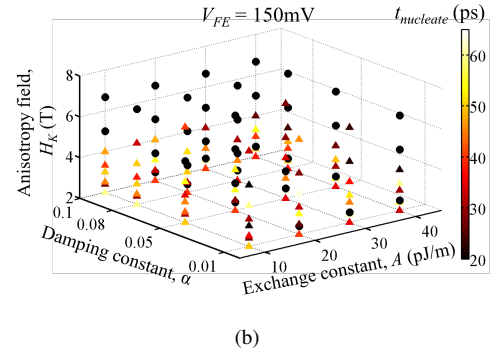 V_FE = 150mV
t_nucleate (ps)
Anisotropy field,
H_K (T)
8
6
4
2
0.1
0.08
0.05
0.01
Damping constant, α
10
20
30
40
Exchange constant, A (pJ/m)
60
50
40
30
20
(b)